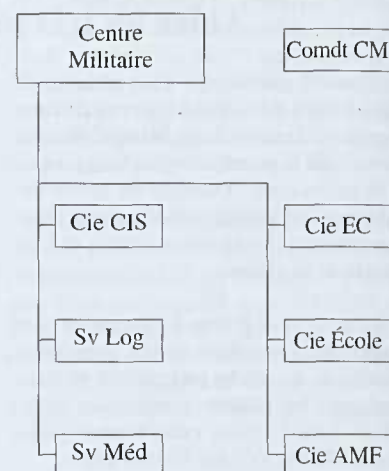 Centre
Militaire
Comdt CM
Cie CIS
Cie EC
Sv Log
Cie École
Sv Méd
Cie AMF